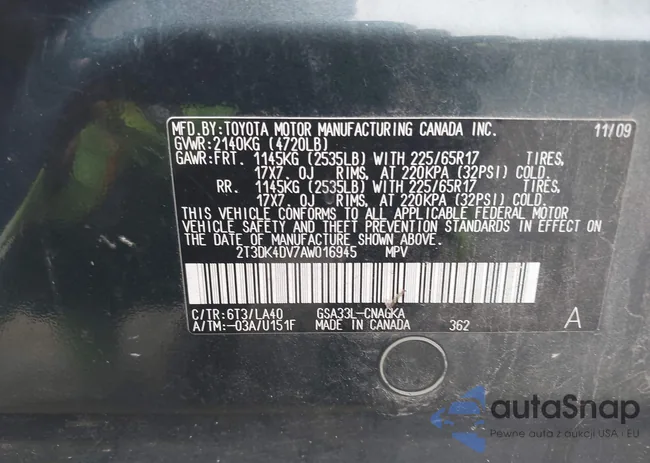 MFD.BY:TOYOTA MOTOR MANUFACTURING CANADA INC. 11/09
GVWR:2140KG (4720LB)
GAWR:FRT. 1145KG (2535LB) WITH 225/65R17 TIRES,
17X7.0J RIMS, AT 220KPA (32PSI) COLD.
RR. 1145KG (2535LB) WITH 225/65R17 TIRES,
17X7.0J RIMS, AT 220KPA (32PSI) COLD.
THIS VEHICLE CONFORMS TO ALL APPLICABLE FEDERAL MOTOR
VEHICLE SAFETY AND THEFT PREVENTION STANDARDS IN EFFECT ON
THE DATE OF MANUFACTURE SHOWN ABOVE.
2T3DK4DV7AW016945 MPV
C/TR:6T3/LA40 GSA33L-CNAGKA
A/TM:-03A/U151F MADE IN CANADA 362 A
autoSnap
Pewne auta z aukcji USA i EU